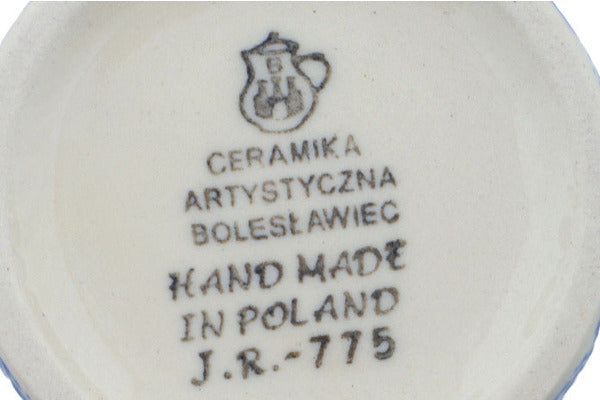 B
CERAMIKA
ARTYSTYCZNA
BOLESŁAWIEC
HAND MADE
IN POLAND
J.R.-775